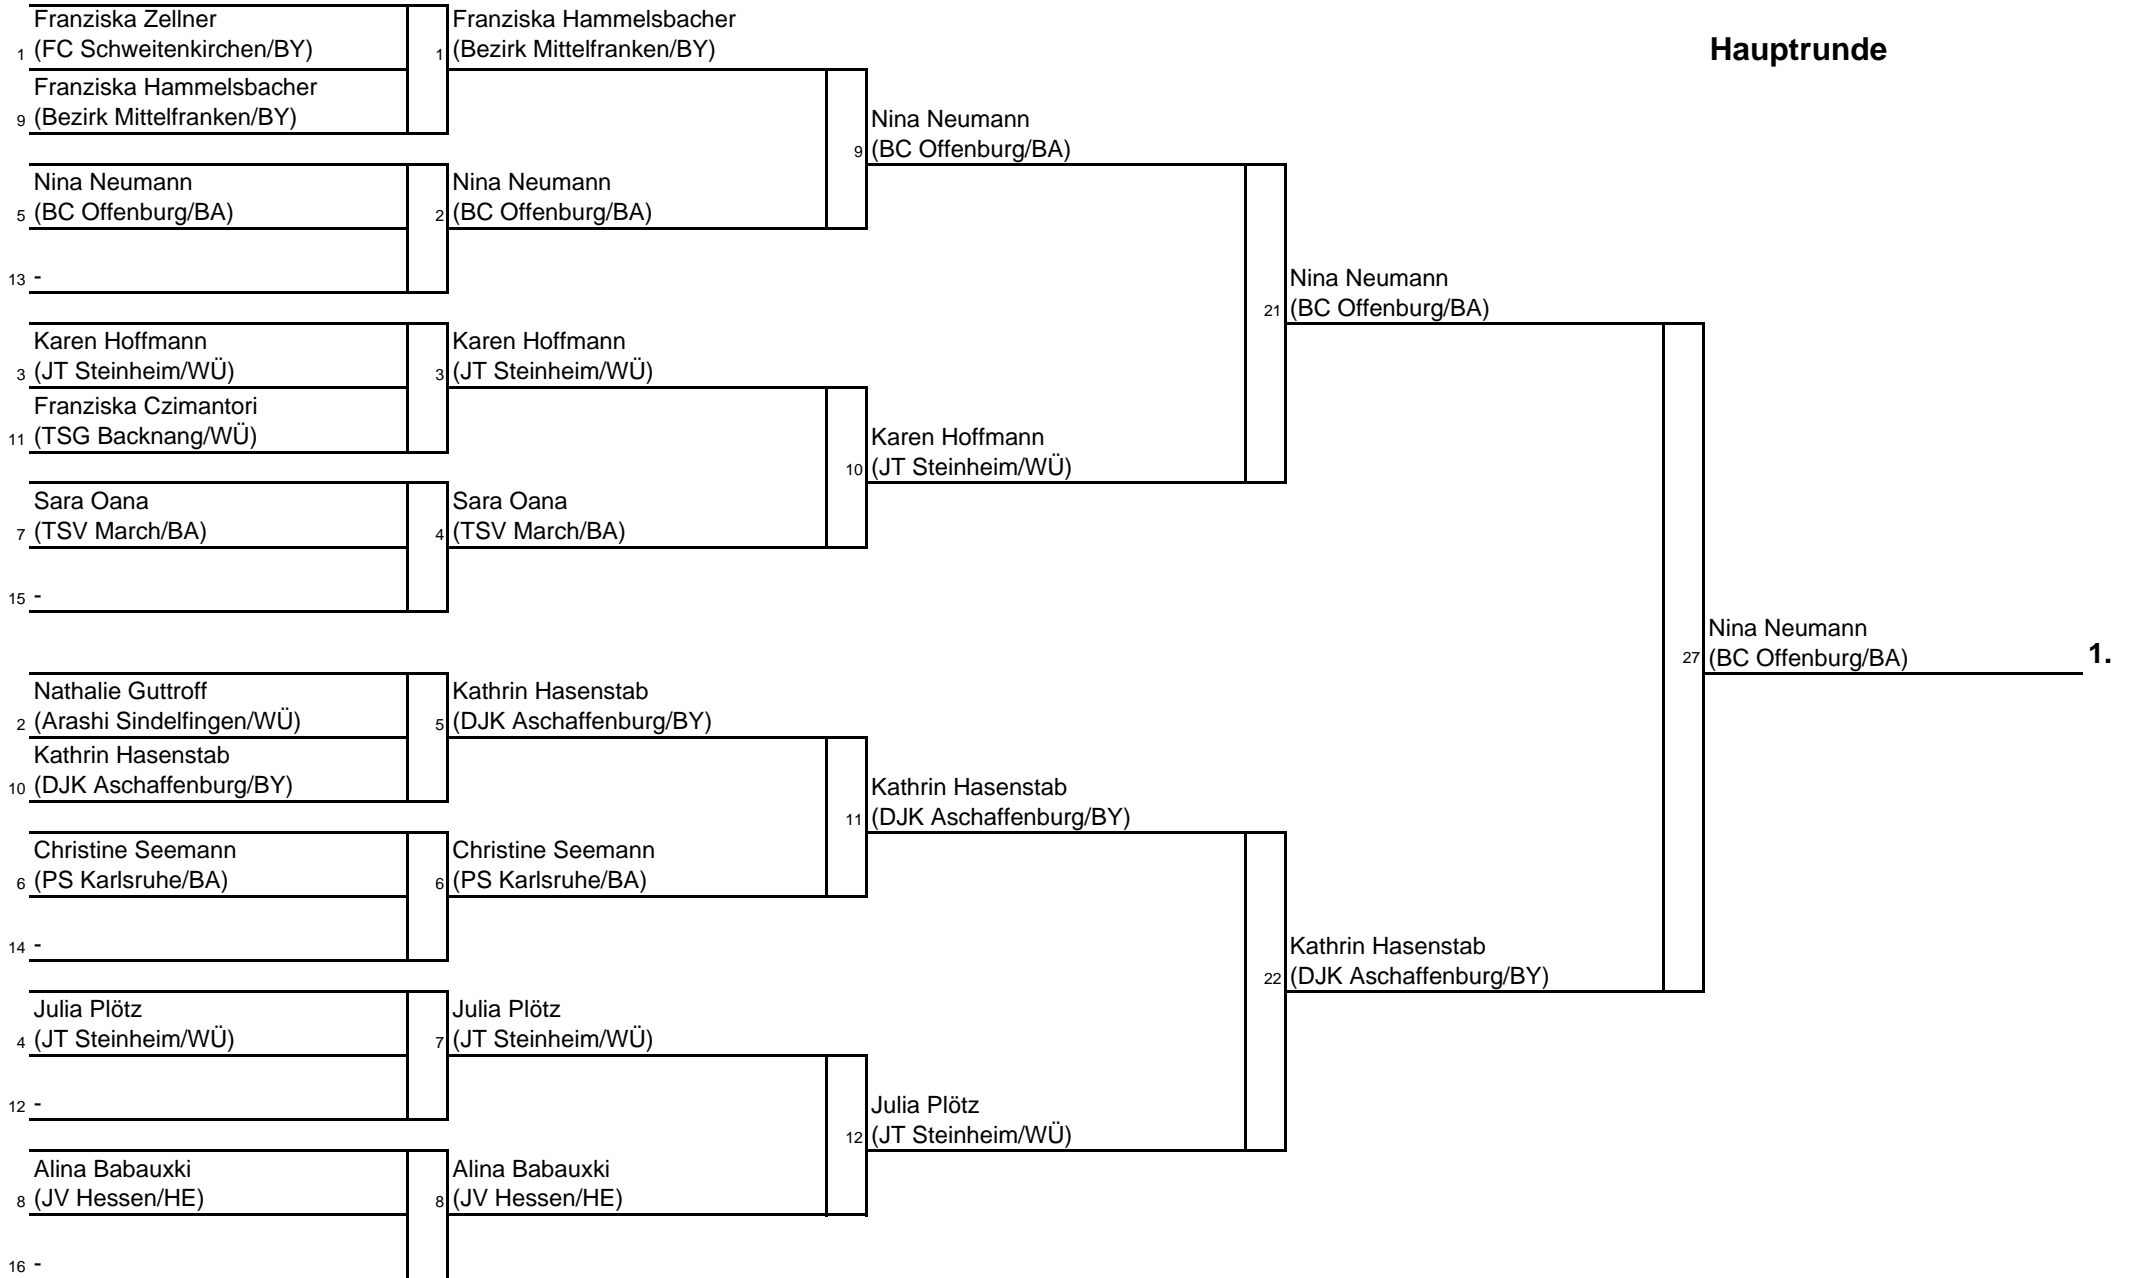 Hauptrunde
Franziska Zellner
1 (FC Schweitenkirchen/BY)
Franziska Hammelsbacher
9 (Bezirk Mittelfranken/BY)
Nina Neumann
5 (BC Offenburg/BA)
13 -
Karen Hoffmann
3 (JT Steinheim/WÜ)
Franziska Czimantori
11 (TSG Backnang/WÜ)
Sara Oana
7 (TSV March/BA)
15 -
Nathalie Guttroff
2 (Arashi Sindelfingen/WÜ)
Kathrin Hasenstab
10 (DJK Aschaffenburg/BY)
Christine Seemann
6 (PS Karlsruhe/BA)
14 -
Julia Plötz
4 (JT Steinheim/WÜ)
12 -
Alina Babauxki
8 (JV Hessen/HE)
16 -
Franziska Hammelsbacher
1 (Bezirk Mittelfranken/BY)
Nina Neumann
2 (BC Offenburg/BA)
Karen Hoffmann
3 (JT Steinheim/WÜ)
Sara Oana
4 (TSV March/BA)
Kathrin Hasenstab
5 (DJK Aschaffenburg/BY)
Christine Seemann
6 (PS Karlsruhe/BA)
Julia Plötz
7 (JT Steinheim/WÜ)
Alina Babauxki
8 (JV Hessen/HE)
Nina Neumann
9 (BC Offenburg/BA)
Karen Hoffmann
10 (JT Steinheim/WÜ)
Kathrin Hasenstab
11 (DJK Aschaffenburg/BY)
Julia Plötz
12 (JT Steinheim/WÜ)
Nina Neumann
21 (BC Offenburg/BA)
Kathrin Hasenstab
22 (DJK Aschaffenburg/BY)
Nina Neumann
27 (BC Offenburg/BA) 1.